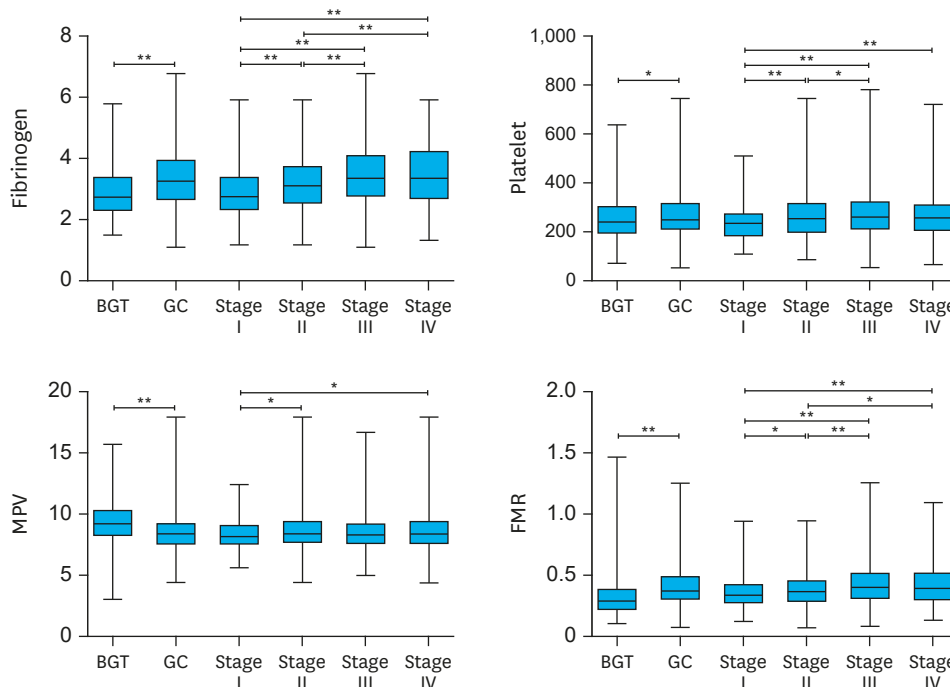 Fibrinogen
8
6
4
2
0
** ** ** ** ** **
BGT GC Stage I Stage II Stage III Stage IV
Platelet
1,000
800
600
400
200
0
* ** ** ** *
BGT GC Stage I Stage II Stage III Stage IV
MPV
20
15
10
5
0
** * *
BGT GC Stage I Stage II Stage III Stage IV
FMR
2.0
1.5
1.0
0.5
0
** ** * ** * **
BGT GC Stage I Stage II Stage III Stage IV